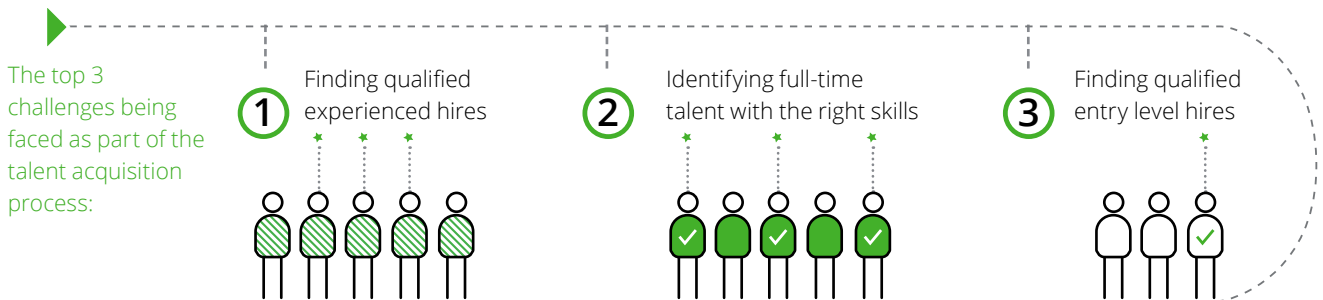 The top 3
challenges being
faced as part of the
talent acquisition
process:
1
Finding qualified
experienced hires
2
Identifying full-time
talent with the right skills
3
Finding qualified
entry level hires